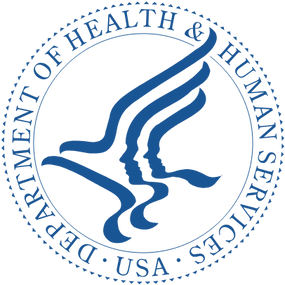 DEPARTMENT OF HEALTH & HUMAN SERVICES · USA ·